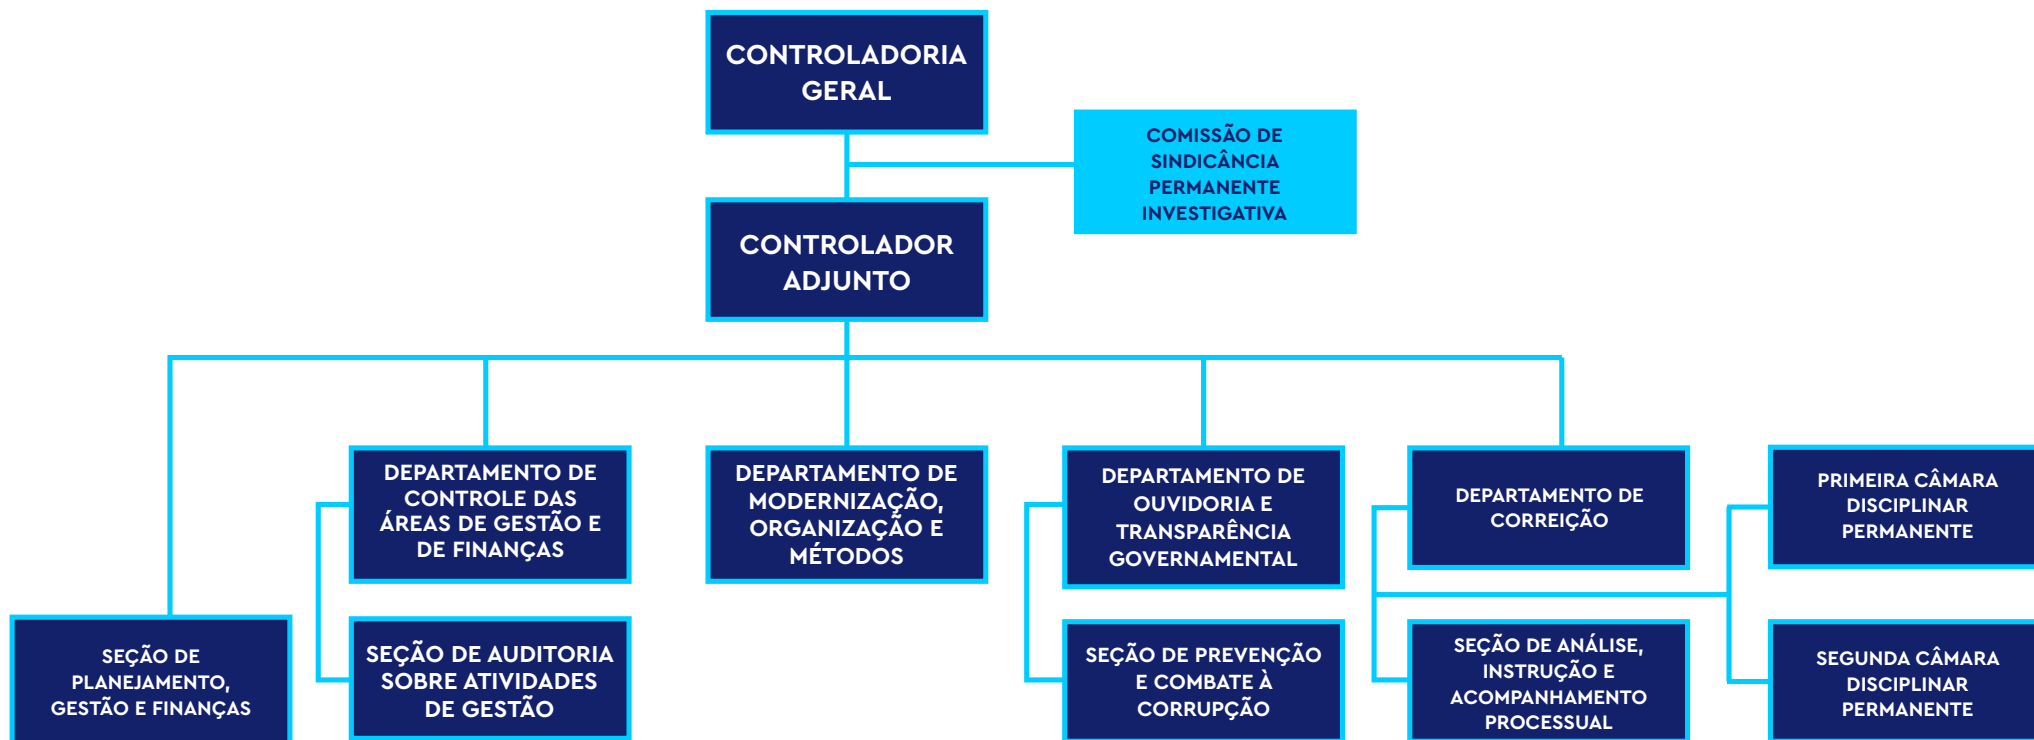 CONTROLADORIA
GERAL
COMISSÃO DE
SINDICÂNCIA
PERMANENTE
INVESTIGATIVA
CONTROLADOR
ADJUNTO
DEPARTAMENTO DE
CONTROLE DAS
ÁREAS DE GESTÃO E
DE FINANÇAS
DEPARTAMENTO DE
MODERNIZAÇÃO,
ORGANIZAÇÃO E
MÉTODOS
DEPARTAMENTO DE
OUVIDORIA E
TRANSPARÊNCIA
GOVERNAMENTAL
DEPARTAMENTO DE
CORREIÇÃO
PRIMEIRA CÂMARA
DISCIPLINAR
PERMANENTE
SEÇÃO DE
PLANEJAMENTO,
GESTÃO E FINANÇAS
SEÇÃO DE AUDITORIA
SOBRE ATIVIDADES
DE GESTÃO
SEÇÃO DE PREVENÇÃO
E COMBATE À
CORRUPÇÃO
SEÇÃO DE ANÁLISE,
INSTRUÇÃO E
ACOMPANHAMENTO
PROCESSUAL
SEGUNDA CÂMARA
DISCIPLINAR
PERMANENTE